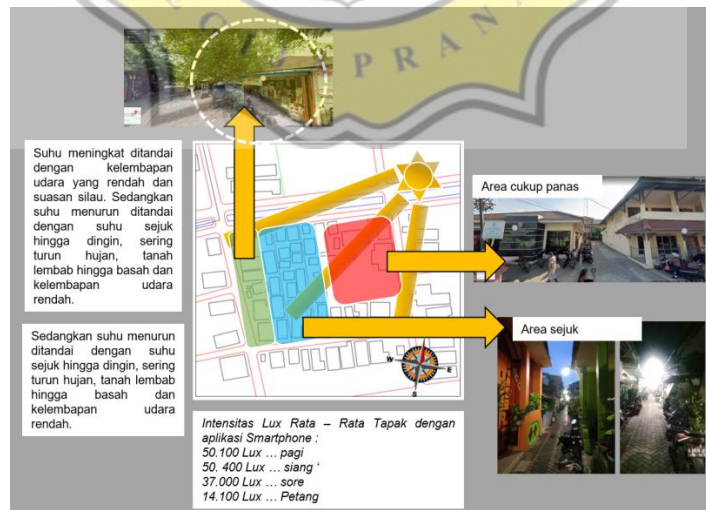 P R A N
Suhu meningkat ditandai
dengan kelembapan
udara yang rendah dan
suasan silau. Sedangkan
suhu menurun ditandai
dengan suhu sejuk
hingga dingin, sering
turun hujan, tanah
lembab hingga basah dan
kelembapan udara
rendah.
Area cukup panas
Sedangkan suhu menurun
ditandai dengan suhu
sejuk hingga dingin, sering
turun hujan, tanah lembab
hingga basah dan
kelembapan udara
rendah.
Area sejuk
W
E
S
Intensitas Lux Rata – Rata Tapak dengan
aplikasi Smartphone :
50.100 Lux ... pagi
50. 400 Lux ... siang ‘
37.000 Lux ... sore
14.100 Lux ... Petang